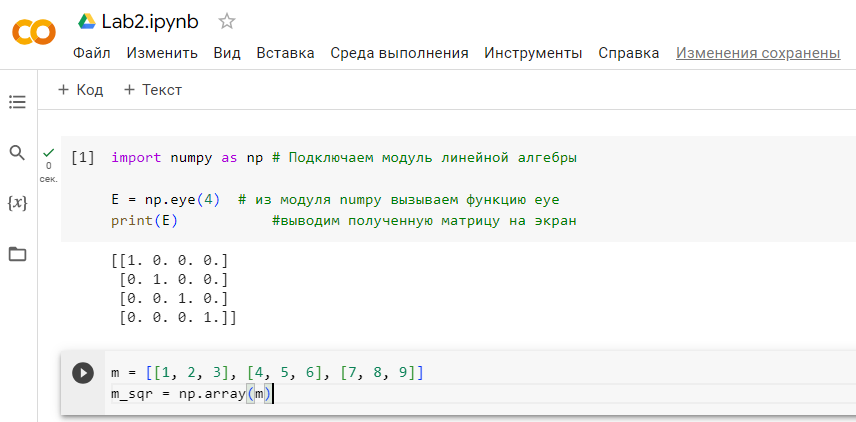 Lab2.ipynb
Файл Изменить Вид Вставка Среда выполнения Инструменты Справка Изменения сохранены
+ Код + Текст
[1] import numpy as np # Подключаем модуль линейной алгебры
0
сек.
E = np.eye(4) # из модуля numpy вызываем функцию eye
{x}
print(E) #выводим полученную матрицу на экран
[[1. 0. 0. 0.]
[0. 1. 0. 0.]
[0. 0. 1. 0.]
[0. 0. 0. 1.]]
m = [[1, 2, 3], [4, 5, 6], [7, 8, 9]]
m_sqr = np.array(m)